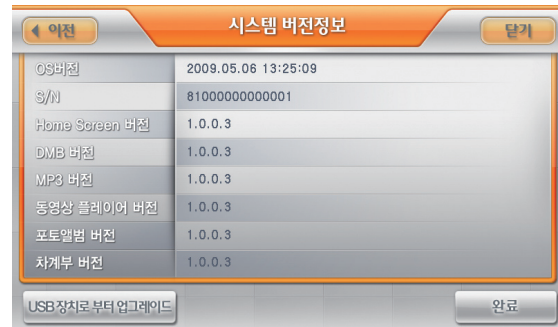 이전
시스템 버전정보
닫기
OS버전 2009.05.06 13:25:09
S/N 81000000000001
Home Screen 버전 1.0.0.3
DMB 버전 1.0.0.3
MP3 버전 1.0.0.3
동영상 플레이어 버전 1.0.0.3
포토앨범 버전 1.0.0.3
차계부 버전 1.0.0.3
USB 장치로 부터 업그레이드
완료